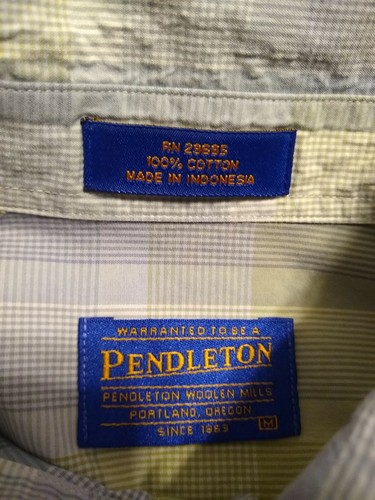 RN 29685
100% COTTON
MADE IN INDONESIA
WARRANTED TO BE A
PENDLETON
PENDLETON WOOLEN MILLS
PORTLAND, OREGON
SINCE 1863
M